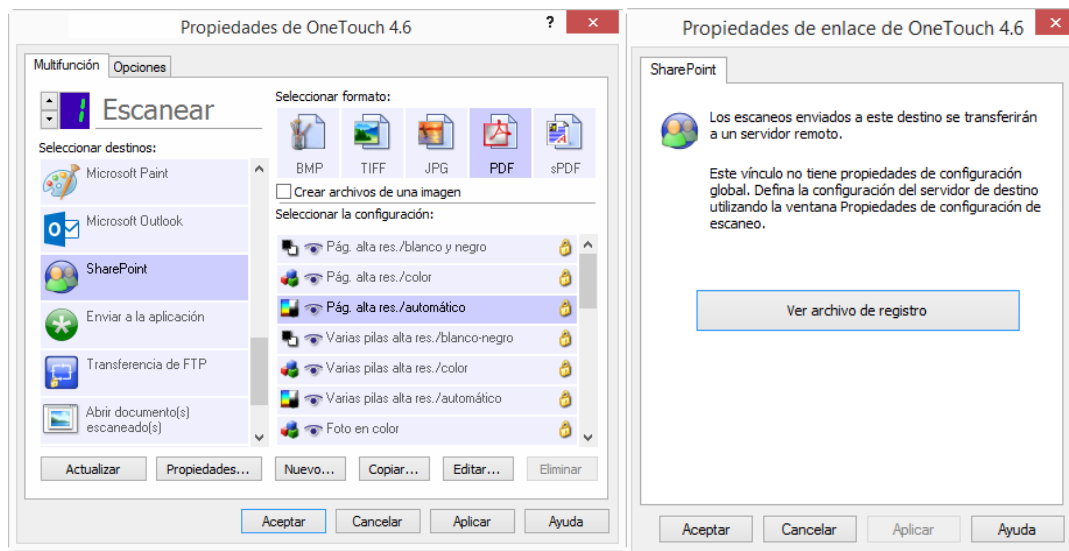 Propiedades de OneTouch 4.6
?
Multifunción
Opciones
1
Escanear
Seleccionar destinos:
Microsoft Paint
Microsoft Outlook
SharePoint
Enviar a la aplicación
Transferencia de FTP
Abrir documento(s)
escaneado(s)
Actualizar
Propiedades...
Seleccionar formato:
BMP
TIFF
JPG
PDF
sPDF
Crear archivos de una imagen
Seleccionar la configuración:
Pág. alta res./blanco y negro
Pág. alta res./color
Pág. alta res./automático
Varias pilas alta res./blanco-negro
Varias pilas alta res./color
Varias pilas alta res./automático
Foto en color
Nuevo...
Copiar...
Editar...
Eliminar
Aceptar
Cancelar
Aplicar
Ayuda
Propiedades de enlace de OneTouch 4.6
SharePoint
Los escaneos enviados a este destino se transferirán
a un servidor remoto.
Este vínculo no tiene propiedades de configuración
global. Defina la configuración del servidor de destino
utilizando la ventana Propiedades de configuración de
escaneo.
Ver archivo de registro
Aceptar
Cancelar
Aplicar
Ayuda